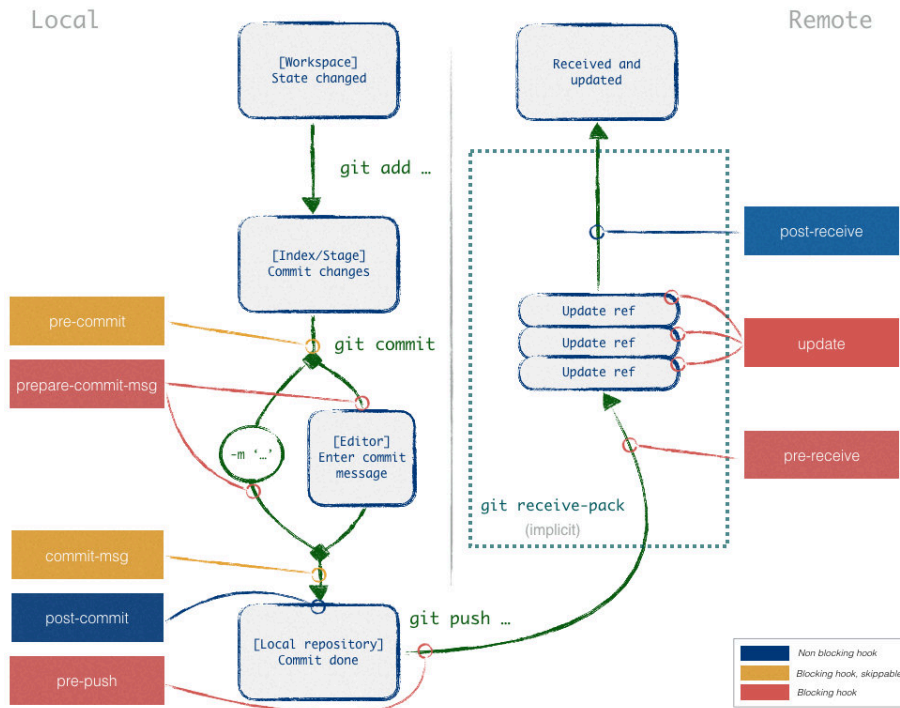 Local
Remote
[Workspace]
State changed
Received and
updated
git add …
post-receive
[Index/Stage]
Commit changes
pre-commit
Update ref
git commit
Update ref
update
prepare-commit-msg
Update ref
-m ‘…’
[Editor]
Enter commit
message
pre-receive
git receive-pack
(implicit)
commit-msg
post-commit
git push …
[Local repository]
Commit done
pre-push
Non blocking hook
Blocking hook, skippable
Blocking hook